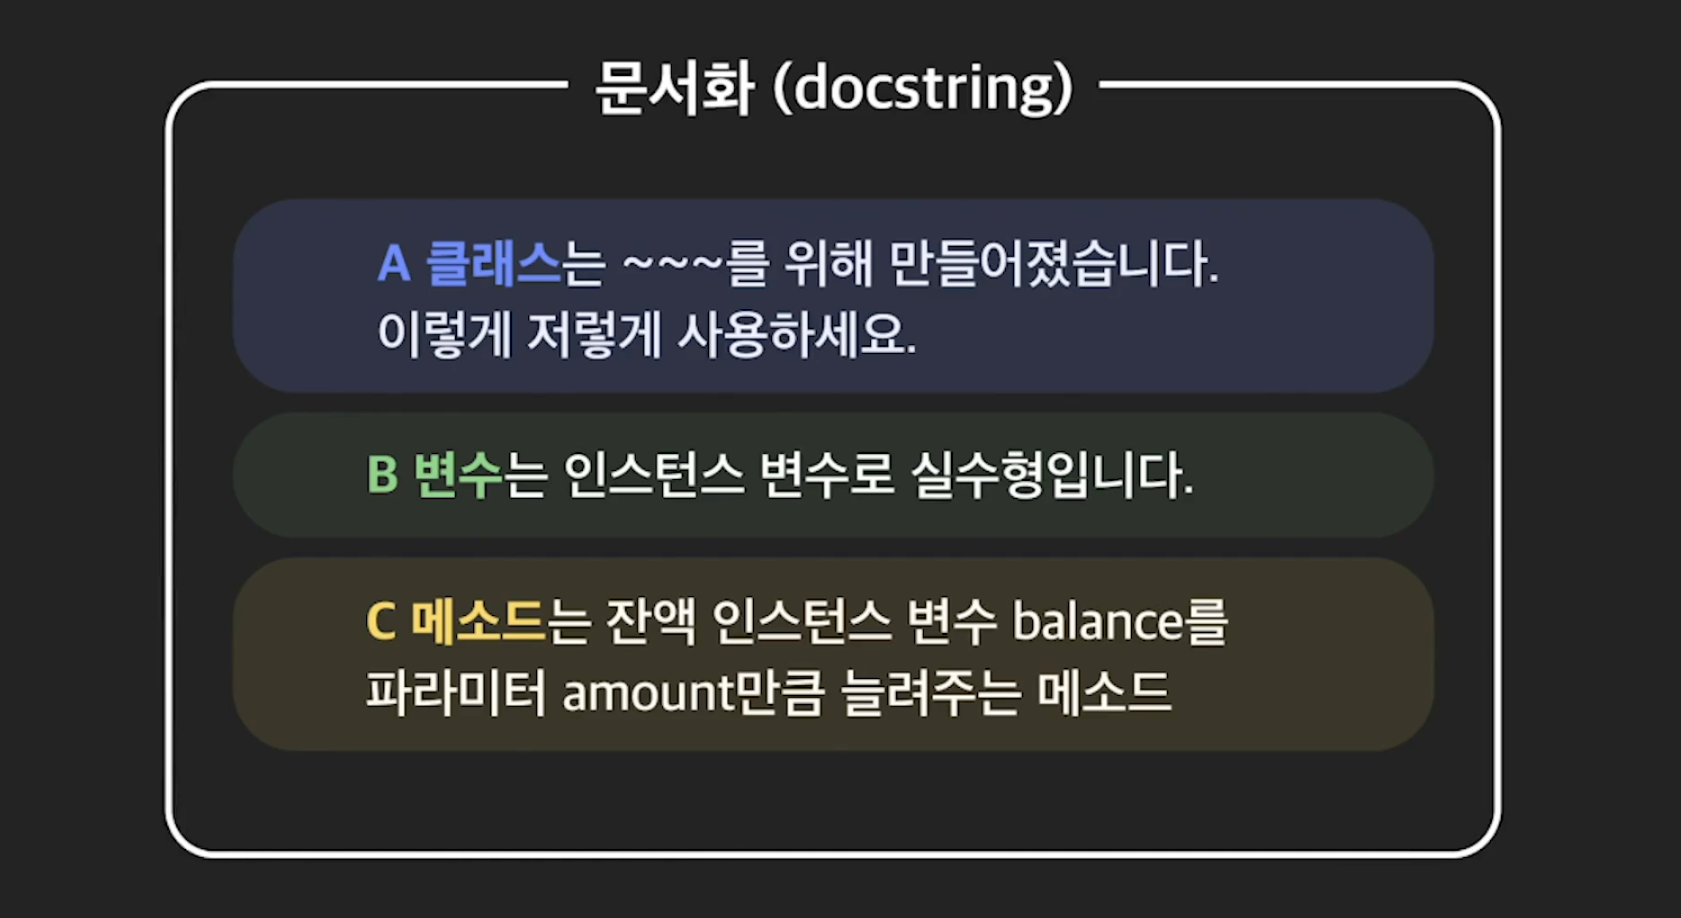 문서화 (docstring)
A 클래스는 ~~~를 위해 만들어졌습니다.
이렇게 저렇게 사용하세요.
B 변수는 인스턴스 변수로 실수형입니다.
C 메소드는 잔액 인스턴스 변수 balance를
파라미터 amount만큼 늘려주는 메소드